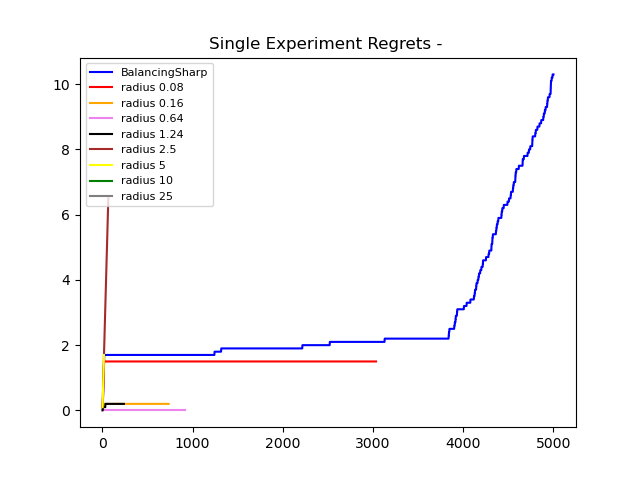 Single Experiment Regrets -
BalancingSharp
radius 0.08
radius 0.16
radius 0.64
radius 1.24
radius 2.5
radius 5
radius 10
radius 25
10
8
6
4
2
0
0 1000 2000 3000 4000 5000